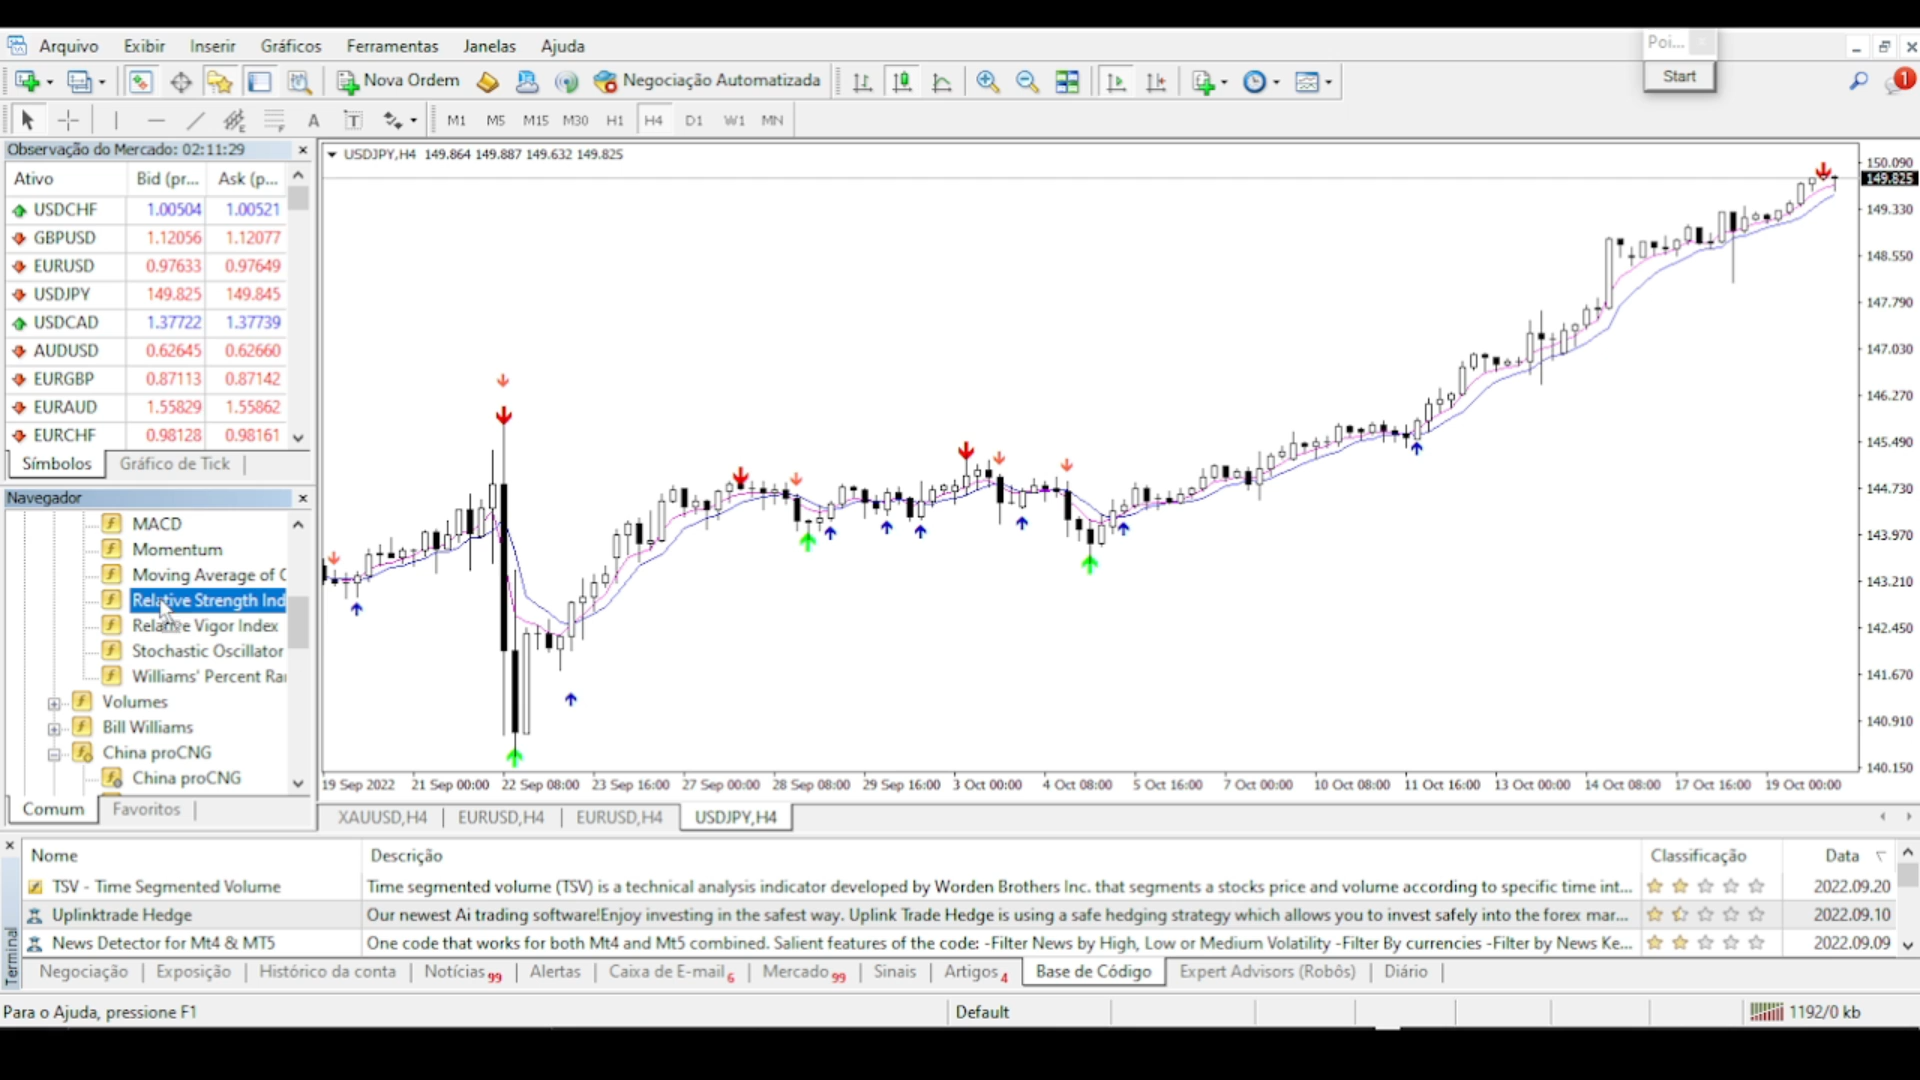 Arquivo Exibir Inserir Gráficos Ferramentas Janelas Ajuda
Poi...
Start
Nova Ordem Negociação Automatizada
1
M1 M5 M15 M30 H1 H4 D1 W1 MN
Observação do Mercado: 02:11:29
Ativo Bid (pr... Ask (p...
USDCHF 1.00504 1.00521
GBPUSD 1.12056 1.12077
EURUSD 0.97633 0.97649
USDJPY 149.825 149.845
USDCAD 1.37722 1.37739
AUDUSD 0.62645 0.62660
EURGBP 0.87113 0.87142
EURAUD 1.55829 1.55862
EURCHF 0.98128 0.98161
Símbolos Gráfico de Tick
Navegador
MACD
Momentum
Moving Average of O
Relative Strength Ind
Relative Vigor Index
Stochastic Oscillator
Williams' Percent Ra
Volumes
Bill Williams
China proCNG
China proCNG
Comum Favoritos
USDJPY,H4 149.864 149.887 149.632 149.825
150.090
149.825
149.330
148.550
147.790
147.030
146.270
145.490
144.730
143.970
143.210
142.450
141.670
140.910
140.150
19 Sep 2022 21 Sep 00:00 22 Sep 08:00 23 Sep 16:00 27 Sep 00:00 28 Sep 08:00 29 Sep 16:00 3 Oct 00:00 4 Oct 08:00 5 Oct 16:00 7 Oct 00:00 10 Oct 08:00 11 Oct 16:00 13 Oct 00:00 14 Oct 08:00 17 Oct 16:00 19 Oct 00:00
XAUUSD,H4 EURUSD,H4 EURUSD,H4 USDJPY,H4
Nome Descrição Classificação Data
TSV - Time Segmented Volume Time segmented volume (TSV) is a technical analysis indicator developed by Worden Brothers Inc. that segments a stocks price and volume according to specific time int... 2022.09.20
Uplinktrade Hedge Our newest Ai trading software!Enjoy investing in the safest way. Uplink Trade Hedge is using a safe hedging strategy which allows you to invest safely into the forex mar... 2022.09.10
News Detector for Mt4 & MT5 One code that works for both Mt4 and Mt5 combined. Salient features of the code: -Filter News by High, Low or Medium Volatility -Filter By currencies -Filter by News Ke... 2022.09.09
Terminal
Negociação Exposição Histórico da conta Notícias 99 Alertas Caixa de E-mail 6 Mercado 99 Sinais Artigos 4 Base de Código Expert Advisors (Robôs) Diário
Para o Ajuda, pressione F1 Default 1192/0 kb